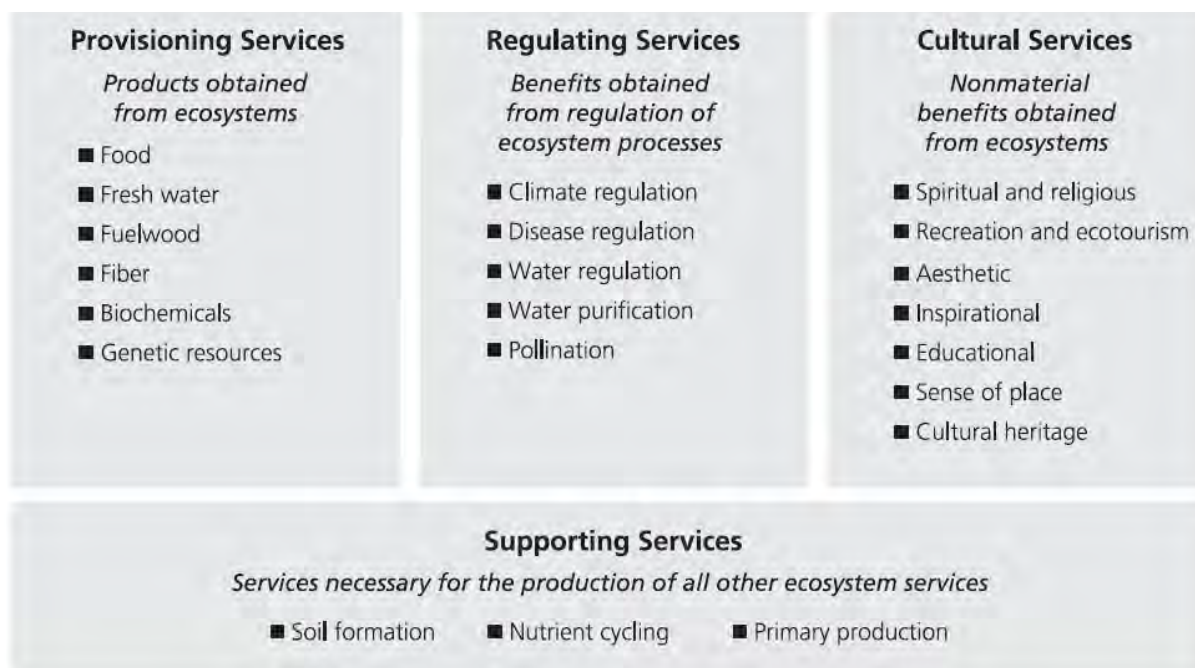 Provisioning Services
Products obtained
from ecosystems
■ Food
■ Fresh water
■ Fuelwood
■ Fiber
■ Biochemicals
■ Genetic resources
Regulating Services
Benefits obtained
from regulation of
ecosystem processes
■ Climate regulation
■ Disease regulation
■ Water regulation
■ Water purification
■ Pollination
Cultural Services
Nonmaterial
benefits obtained
from ecosystems
■ Spiritual and religious
■ Recreation and ecotourism
■ Aesthetic
■ Inspirational
■ Educational
■ Sense of place
■ Cultural heritage
Supporting Services
Services necessary for the production of all other ecosystem services
■ Soil formation ■ Nutrient cycling ■ Primary production